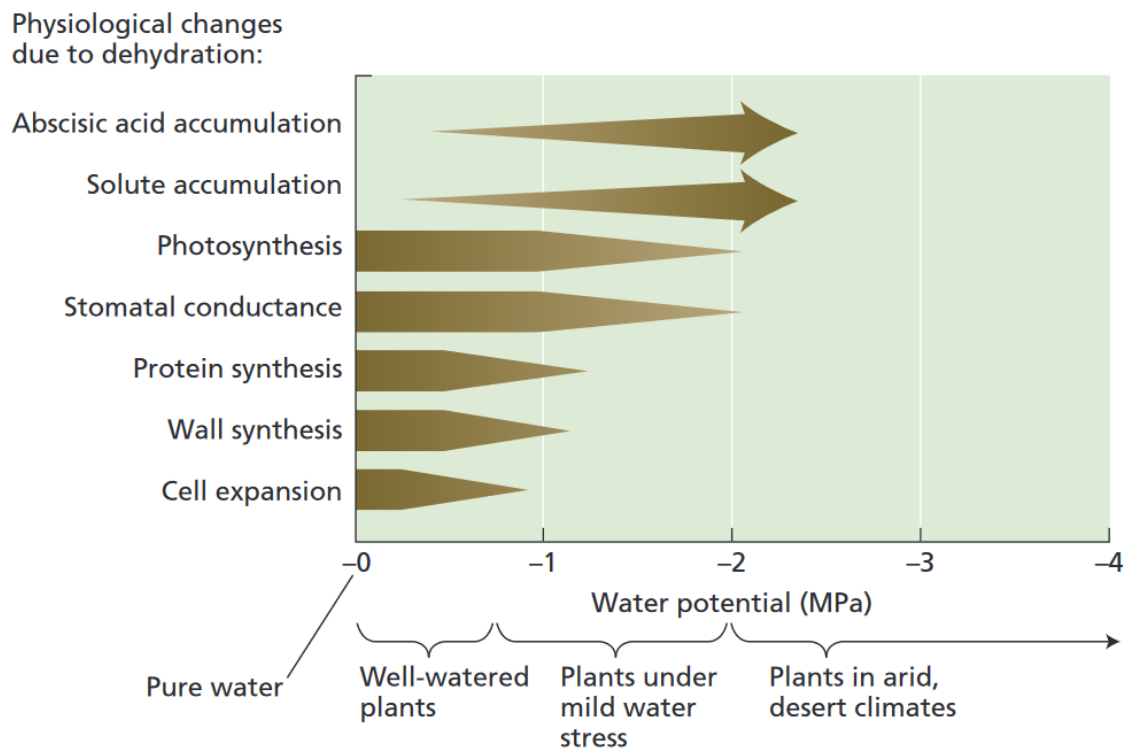 Physiological changes
due to dehydration:
Abscisic acid accumulation
Solute accumulation
Photosynthesis
Stomatal conductance
Protein synthesis
Wall synthesis
Cell expansion
–0 –1 –2 –3 –4
Water potential (MPa)
Pure water
Well-watered
plants
Plants under
mild water
stress
Plants in arid,
desert climates